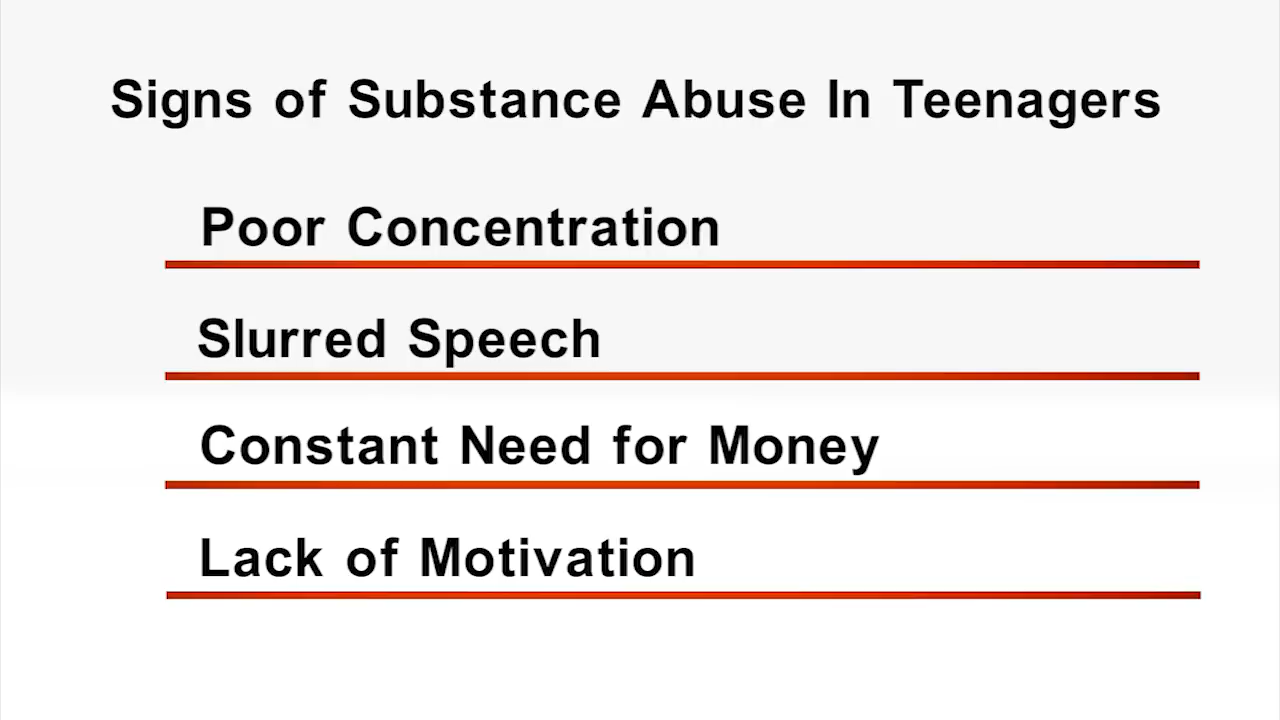 Signs of Substance Abuse In Teenagers
Poor Concentration
Slurred Speech
Constant Need for Money
Lack of Motivation